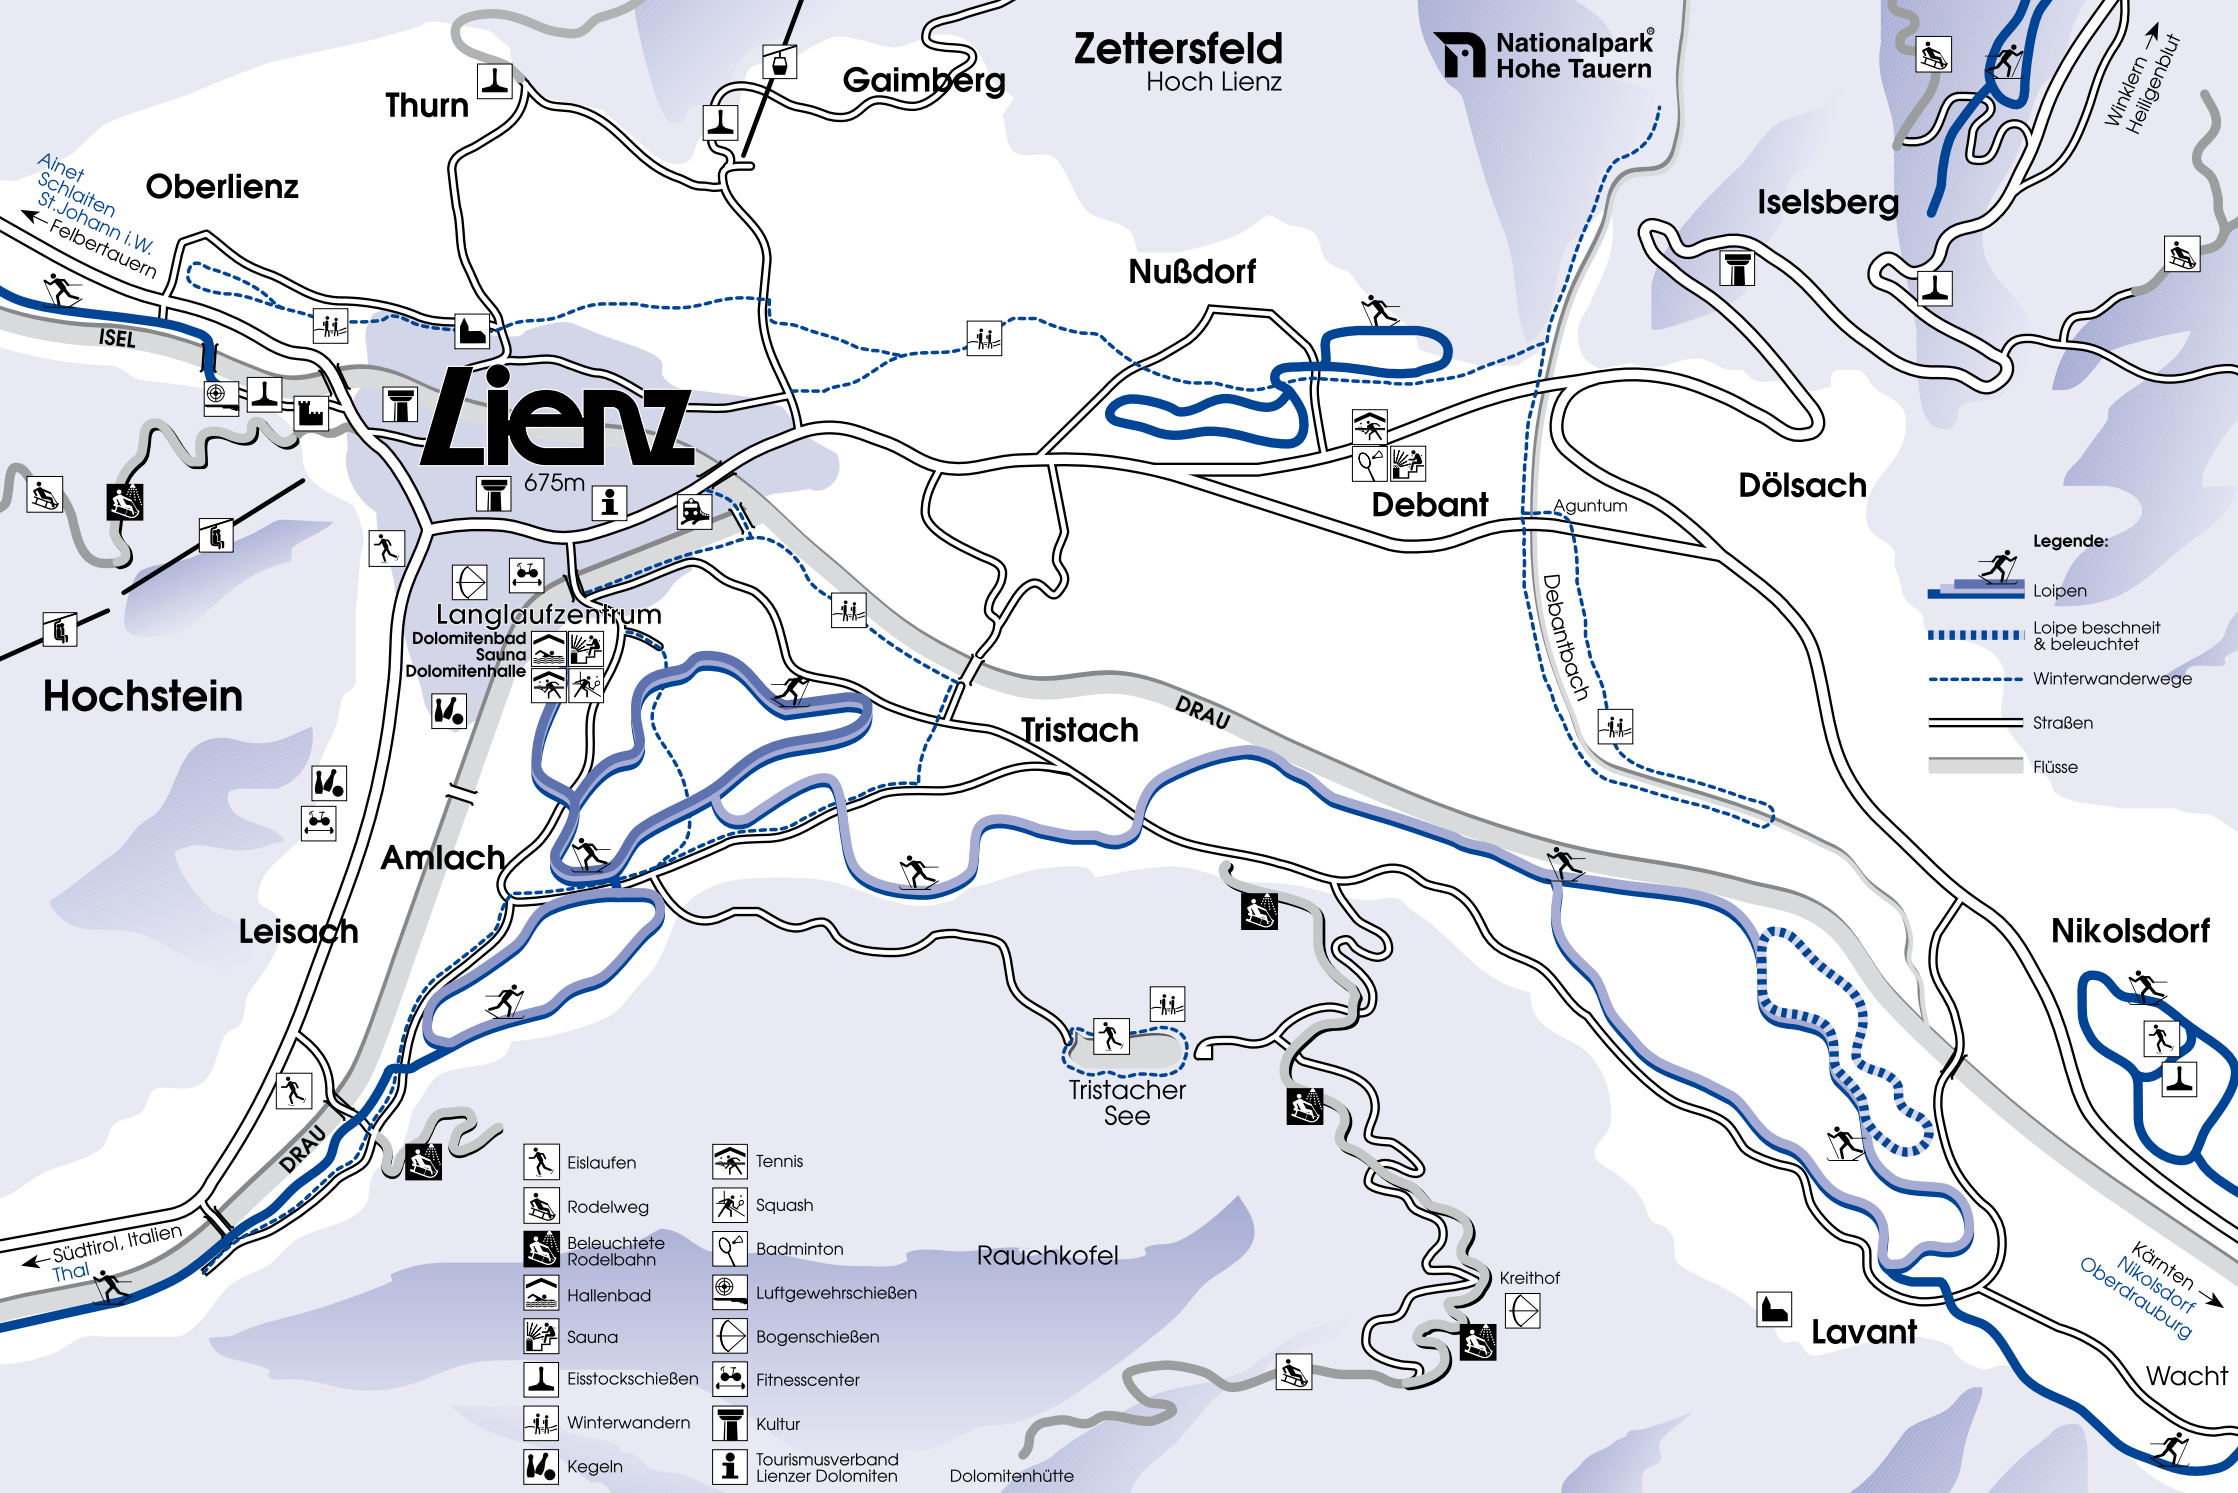 Zettersfeld
Hoch Lienz
Nationalpark®
Hohe Tauern
Gaimberg
Thurn
Winklern
Heiligenblut
Ainet
Schlaiten
St.Johann i.W.
Felbertauern
Oberlienz
Iselsberg
Nußdorf
ISEL
Lienz
675m
Debant
Dölsach
Aguntum
Legende:
Loipen
Loipe beschneit
& beleuchtet
Winterwanderwege
Straßen
Flüsse
Debantbach
Langlaufzentrum
Dolomitenbad
Sauna
Dolomitenhalle
Hochstein
Tristach
DRAU
Amlach
Leisach
Nikolsdorf
Tristacher
See
DRAU
Südtirol, Italien
Thal
Eislaufen
Rodelweg
Beleuchtete
Rodelbahn
Hallenbad
Sauna
Eisstockschießen
Winterwandern
Kegeln
Tennis
Squash
Badminton
Luftgewehrschießen
Bogenschießen
Fitnesscenter
Kultur
Tourismusverband
Lienzer Dolomiten
Rauchkofel
Kreithof
Dolomitenhütte
Lavant
Kärnten
Nikolsdorf
Oberdrauburg
Wacht